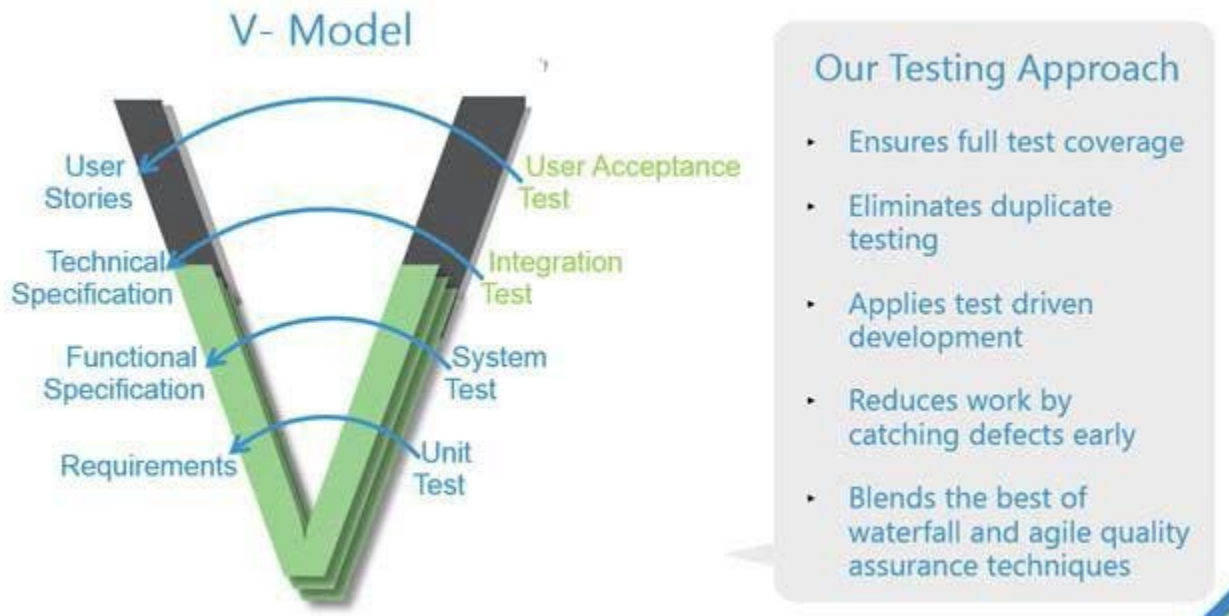 V- Model
User
Stories
User Acceptance
Test
Technical
Specification
Integration
Test
Functional
Specification
System
Test
Requirements
Unit
Test
Our Testing Approach
‣ Ensures full test coverage
‣ Eliminates duplicate
testing
‣ Applies test driven
development
‣ Reduces work by
catching defects early
‣ Blends the best of
waterfall and agile quality
assurance techniques